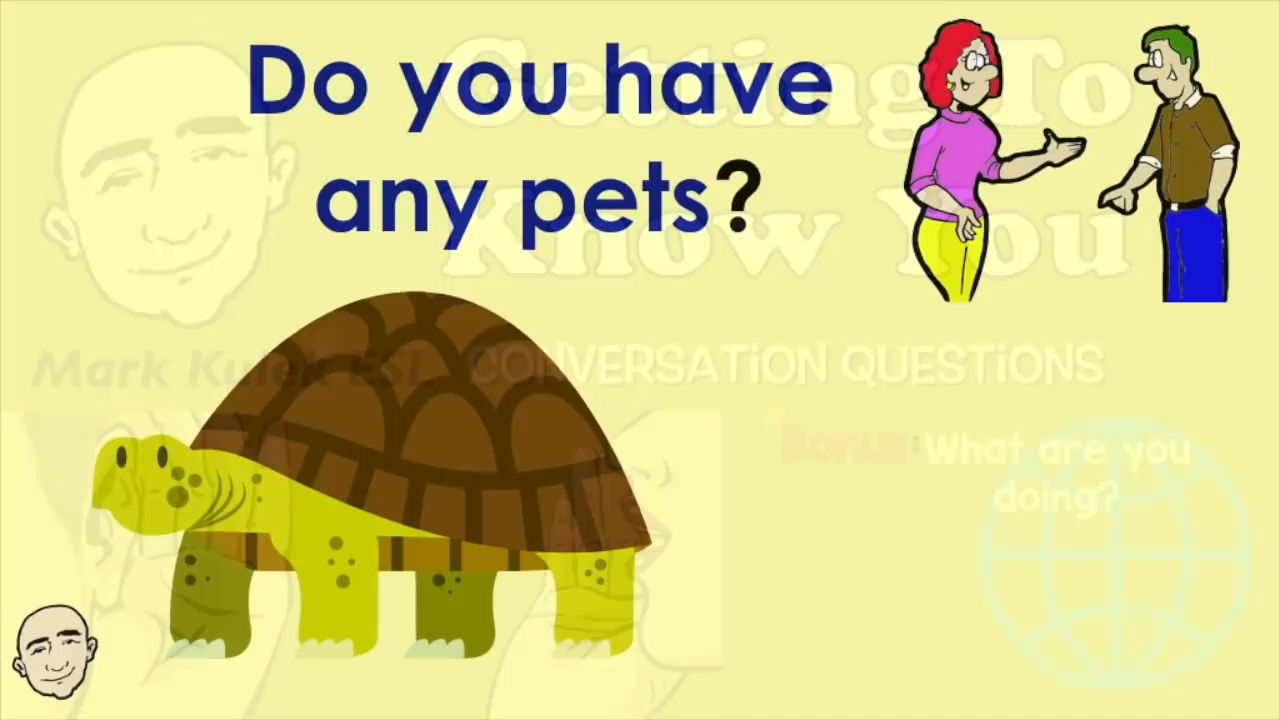 Do you have
any pets?
Getting To
Know You
Mark Kulek ESL
CONVERSATION QUESTIONS
Bonus: What are you
doing?